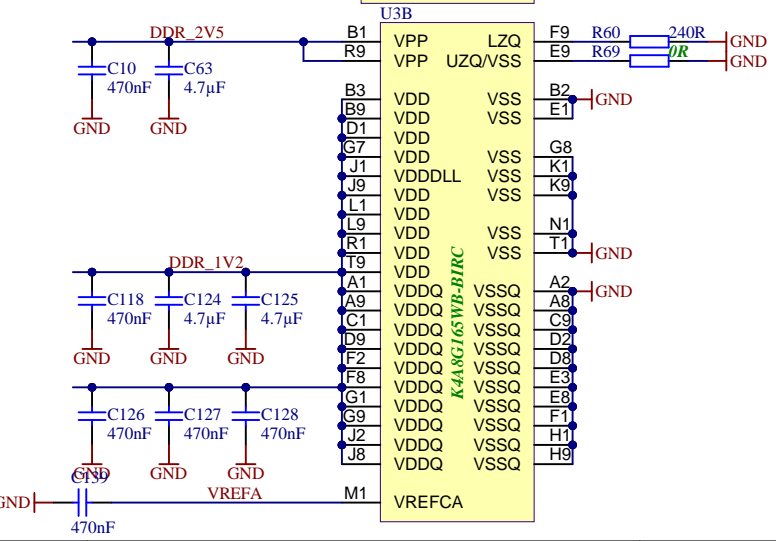 U3B
DDR_2V5
B1 VPP LZQ F9 R60 240R GND
R9 VPP UZQ/VSS E9 R69 0R GND
C10 470nF GND
C63 4.7µF GND
B3 VDD VSS B2 GND
B9 VDD VSS E1
D1 VDD
G7 VDD VSS G8
J1 VDDDLL VSS K1
J9 VDD VSS K9
L1 VDD
L9 VDD VSS N1
R1 VDD VSS T1 GND
DDR_1V2
T9 VDD
A1 VDDQ VSSQ A2 GND
A9 VDDQ VSSQ A8
C1 VDDQ VSSQ C9
D9 VDDQ VSSQ D2
F2 VDDQ VSSQ D8
F8 VDDQ VSSQ E3
G1 VDDQ VSSQ E8
G9 VDDQ VSSQ F1
J2 VDDQ VSSQ H1
J8 VDDQ VSSQ H9
K4A8G165WB-BIRC
C118 470nF GND
C124 4.7µF GND
C125 4.7µF GND
C126 470nF GND
C127 470nF GND
C128 470nF GND
GND C139 470nF
VREFA
M1 VREFCA